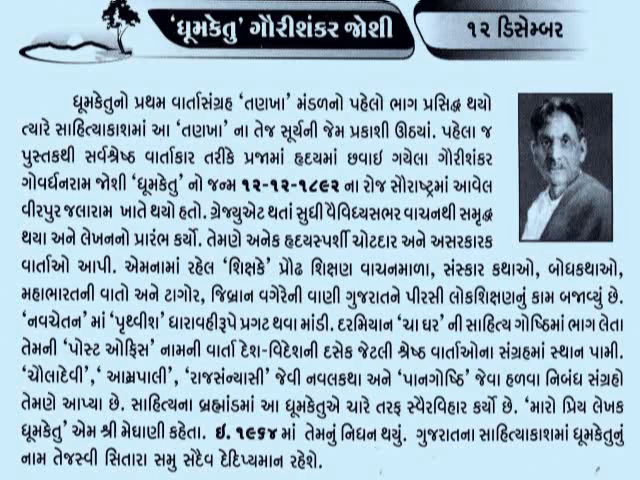 ‘ધૂમકેતુ’ ગૌરીશંકર જોશી
૧૨ ડિસેમ્બર
ધૂમકેતુનો પ્રથમ વાર્તાસંગ્રહ ‘તણખા’ મંડળનો પહેલો ભાગ પ્રસિદ્ધ થયો
ત્યારે સાહિત્યાકાશમાં આ ‘તણખા’ ના તેજ સૂર્યની જેમ પ્રકાશી ઊઠયાં. પહેલા જ
પુસ્તકથી સર્વશ્રેષ્ઠ વાર્તાકાર તરીકે પ્રજામાં હૃદયમાં છવાઇ ગયેલા ગૌરીશંકર
ગોવર્ધનરામ જોશી ‘ધૂમકેતુ’ નો જન્મ ૧૨-૧૨-૧૮૯૨ ના રોજ સૌરાષ્ટ્રમાં આવેલ
વીરપુર જલારામ ખાતે થયો હતો. ગ્રેજ્યુએટ થતાં સુધી વૈવિધ્યસભર વાચનથી સમૃદ્ધ
થયા અને લેખનનો પ્રારંભ કર્યો. તેમણે અનેક હૃદયસ્પર્શી ચોટદાર અને અસરકારક
વાર્તાઓ આપી. એમનામાં રહેલ ‘શિક્ષકે’ પ્રૌઢ શિક્ષણ વાચનમાળા, સંસ્કાર કથાઓ, બોધકથાઓ,
મહાભારતની વાતો અને ટાગોર, જિબ્રાન વગેરેની વાણી ગુજરાતને પીરસી લોકશિક્ષણનું કામ બજાવ્યું છે.
‘નવચેતન’ માં ‘પૃથ્વીશ’ ધારાવહીરૂપે પ્રગટ થવા માંડી. દરમિયાન ‘ચા ઘર’ ની સાહિત્ય ગોષ્ઠિમાં ભાગ લેતા
તેમની ‘પોસ્ટ ઓફિસ’ નામની વાર્તા દેશ-વિદેશની દસેક જેટલી શ્રેષ્ઠ વાર્તાઓના સંગ્રહમાં સ્થાન પામી.
‘ચૌલાદેવી’,‘ આમ્રપાલી’, ‘રાજસંન્યાસી’ જેવી નવલકથા અને ‘પાનગોષ્ઠિ’ જેવા હળવા નિબંધ સંગ્રહો
તેમણે આપ્યા છે. સાહિત્યના બ્રહ્માંડમાં આ ધૂમકેતુએ ચારે તરફ સ્વૈરવિહાર કર્યો છે. ‘મારો પ્રિય લેખક
ધૂમકેતુ’ એમ શ્રી મેઘાણી કહેતા. ઇ. ૧૯૬૪ માં તેમનું નિધન થયું. ગુજરાતના સાહિત્યાકાશમાં ધૂમકેતુનું
નામ તેજસ્વી સિતારા સમુ સદૈવ દેદિપ્યમાન રહેશે.